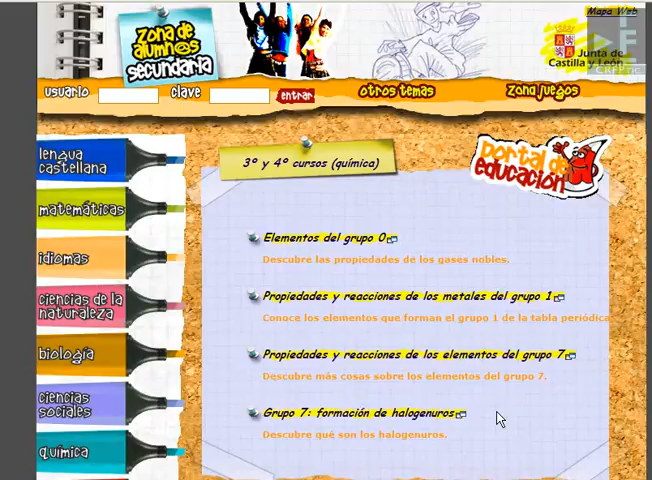 Mapa Web
zona de
alumn@s
secundaria
Junta de
Castilla y León
usuario
clave
entrar
otros temas
zona juegos
lengua
castellana
matemáticas
idiomas
ciencias de la
naturaleza
biología
ciencias
sociales
química
3º y 4º cursos (química)
portal de
educación
Elementos del grupo 0
Descubre las propiedades de los gases nobles.
Propiedades y reacciones de los metales del grupo 1
Conoce los elementos que forman el grupo 1 de la tabla periódica.
Propiedades y reacciones de los elementos del grupo 7
Descubre más cosas sobre los elementos del grupo 7.
Grupo 7: formación de halogenuros
Descubre qué son los halogenuros.